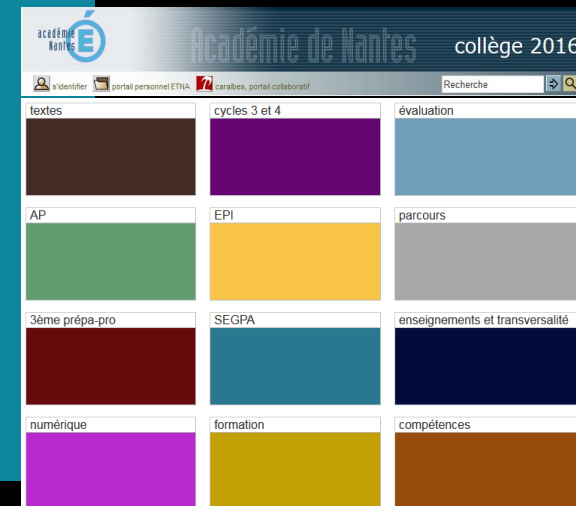 académie
Nantes
é
Académie de Nantes
collège 2016
s'identifier portail personnel ETNA caraïbes, portail collaboratif Recherche
textes cycles 3 et 4 évaluation
AP EPI parcours
3ème prépa-pro SEGPA enseignements et transversalité
numérique formation compétences